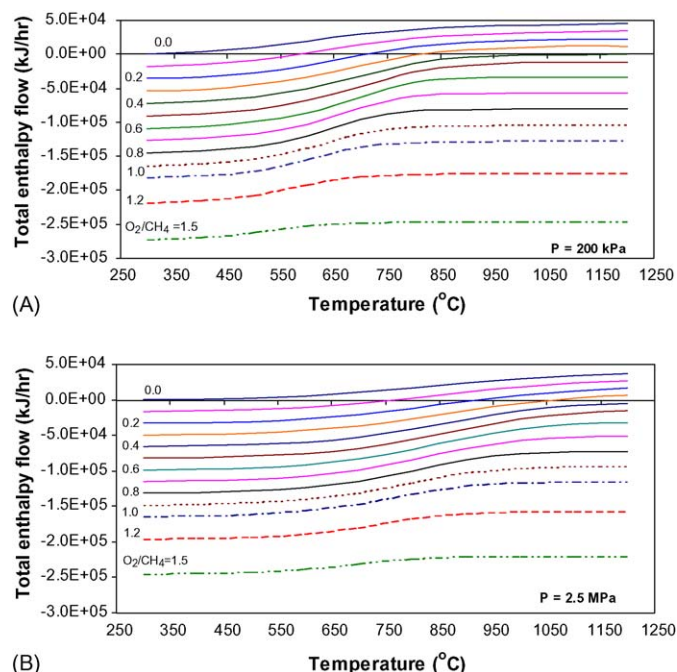 5.0E+04
0.0E+00
-5.0E+04
-1.0E+05
-1.5E+05
-2.0E+05
-2.5E+05
-3.0E+05
Total enthalpy flow (kJ/hr)
0.0
0.2
0.4
0.6
0.8
1.0
1.2
O₂/CH₄ =1.5
P = 200 kPa
250 350 450 550 650 750 850 950 1050 1150 1250
Temperature (°C)
(A)
5.0E+04
0.0E+00
-5.0E+04
-1.0E+05
-1.5E+05
-2.0E+05
-2.5E+05
-3.0E+05
Total enthalpy flow (kJ/hr)
0.0
0.2
0.4
0.6
0.8
1.0
1.2
O₂/CH₄=1.5
P = 2.5 MPa
250 350 450 550 650 750 850 950 1050 1150 1250
Temperature (°C)
(B)